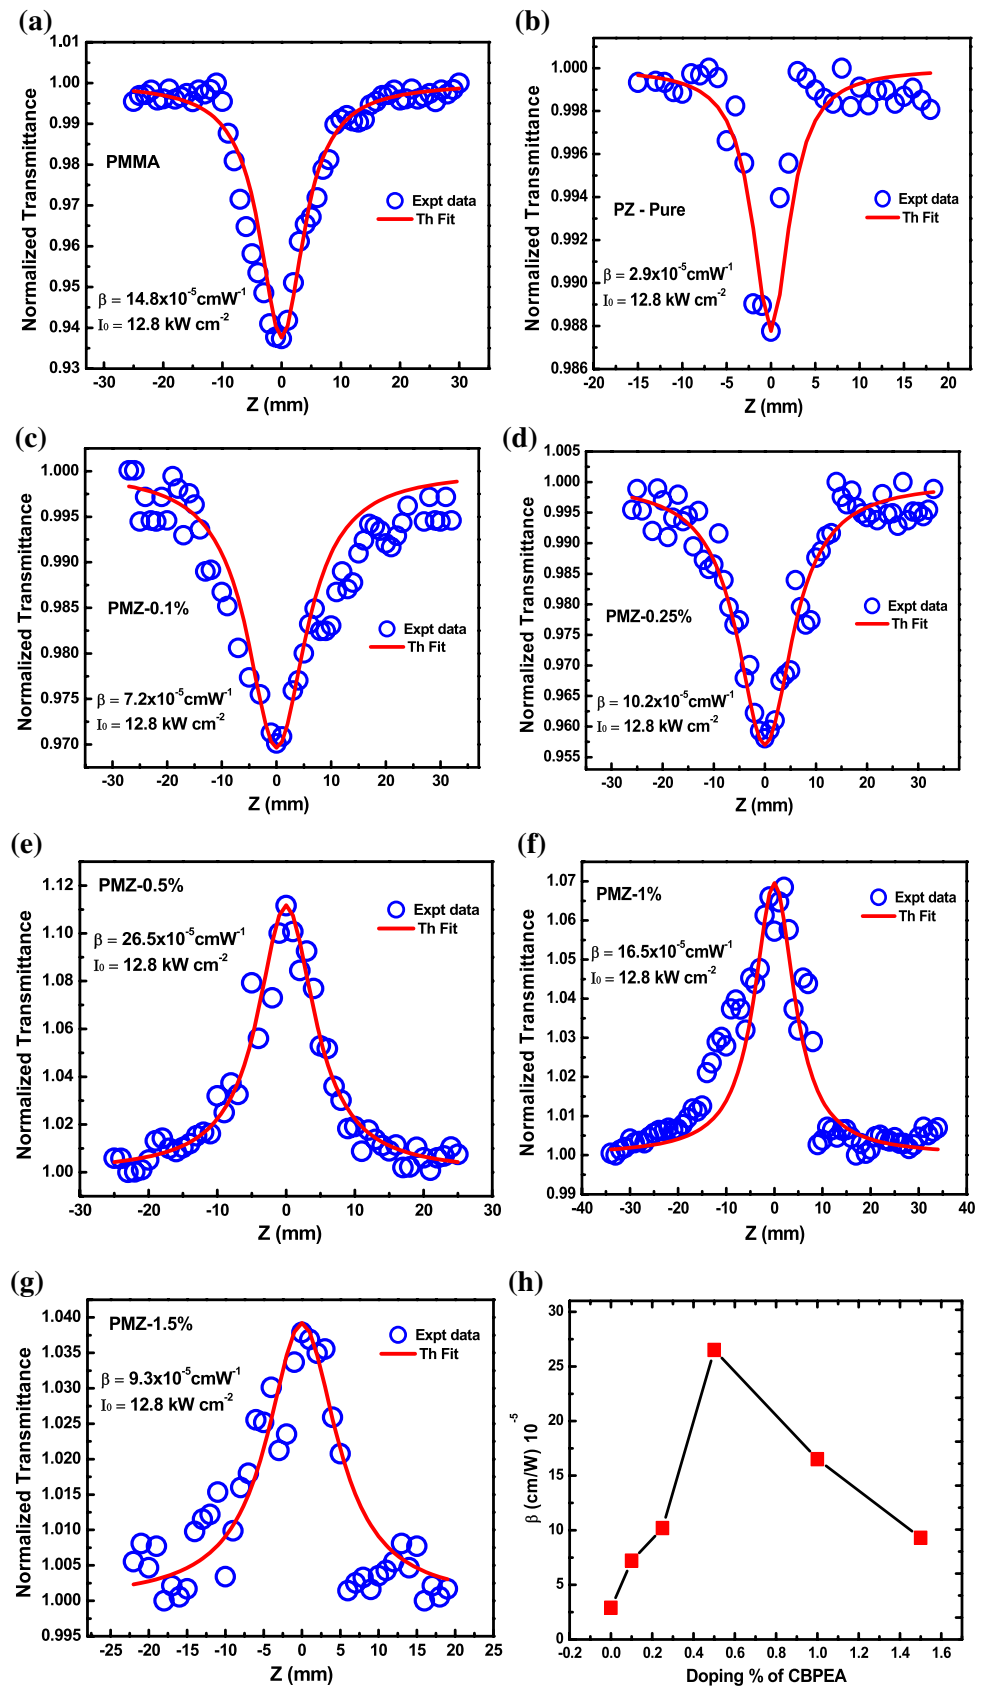 (a)
1.01
1.00
0.99
0.98
0.97
0.96
0.95
0.94
0.93
Normalized Transmittance
PMMA
Expt data
Th Fit
β = 14.8x10⁻⁵cmW⁻¹
I₀ = 12.8 kW cm⁻²
-30 -20 -10 0 10 20 30
Z (mm)
(b)
1.000
0.998
0.996
0.994
0.992
0.990
0.988
0.986
Normalized Transmittance
Expt data
Th Fit
PZ - Pure
β = 2.9x10⁻⁵cmW⁻¹
I₀ = 12.8 kW cm⁻²
-20 -15 -10 -5 0 5 10 15 20
Z (mm)
(c)
1.000
0.995
0.990
0.985
0.980
0.975
0.970
Normalized Transmittance
PMZ-0.1%
Expt data
Th Fit
β = 7.2x10⁻⁵cmW⁻¹
I₀ = 12.8 kW cm⁻²
-30 -20 -10 0 10 20 30
Z (mm)
(d)
1.005
1.000
0.995
0.990
0.985
0.980
0.975
0.970
0.965
0.960
0.955
Normalized Transmittance
PMZ-0.25%
Expt data
Th Fit
β = 10.2x10⁻⁵cmW⁻¹
I₀ = 12.8 kW cm⁻²
-30 -20 -10 0 10 20 30
Z (mm)
(e)
1.12
1.10
1.08
1.06
1.04
1.02
1.00
Normalized Transmittance
PMZ-0.5%
Expt data
Th Fit
β = 26.5x10⁻⁵cmW⁻¹
I₀ = 12.8 kW cm⁻²
-30 -20 -10 0 10 20 30
Z (mm)
(f)
1.07
1.06
1.04
1.03
1.01
1.00
0.99
Normalized Transmittance
PMZ-1%
Expt data
Th Fit
β = 16.5x10⁻⁵cmW⁻¹
I₀ = 12.8 kW cm⁻²
-40 -30 -20 -10 0 10 20 30 40
Z (mm)
(g)
1.040
1.035
1.030
1.025
1.020
1.015
1.010
1.005
1.000
0.995
Normalized Transmittance
PMZ-1.5%
Expt data
Th Fit
β = 9.3x10⁻⁵cmW⁻¹
I₀ = 12.8 kW cm⁻²
-25 -20 -15 -10 -5 0 5 10 15 20 25
Z (mm)
(h)
30
25
20
15
10
5
0
β (cm/W) 10⁻⁵
-0.2 0.0 0.2 0.4 0.6 0.8 1.0 1.2 1.4 1.6
Doping % of CBPEA